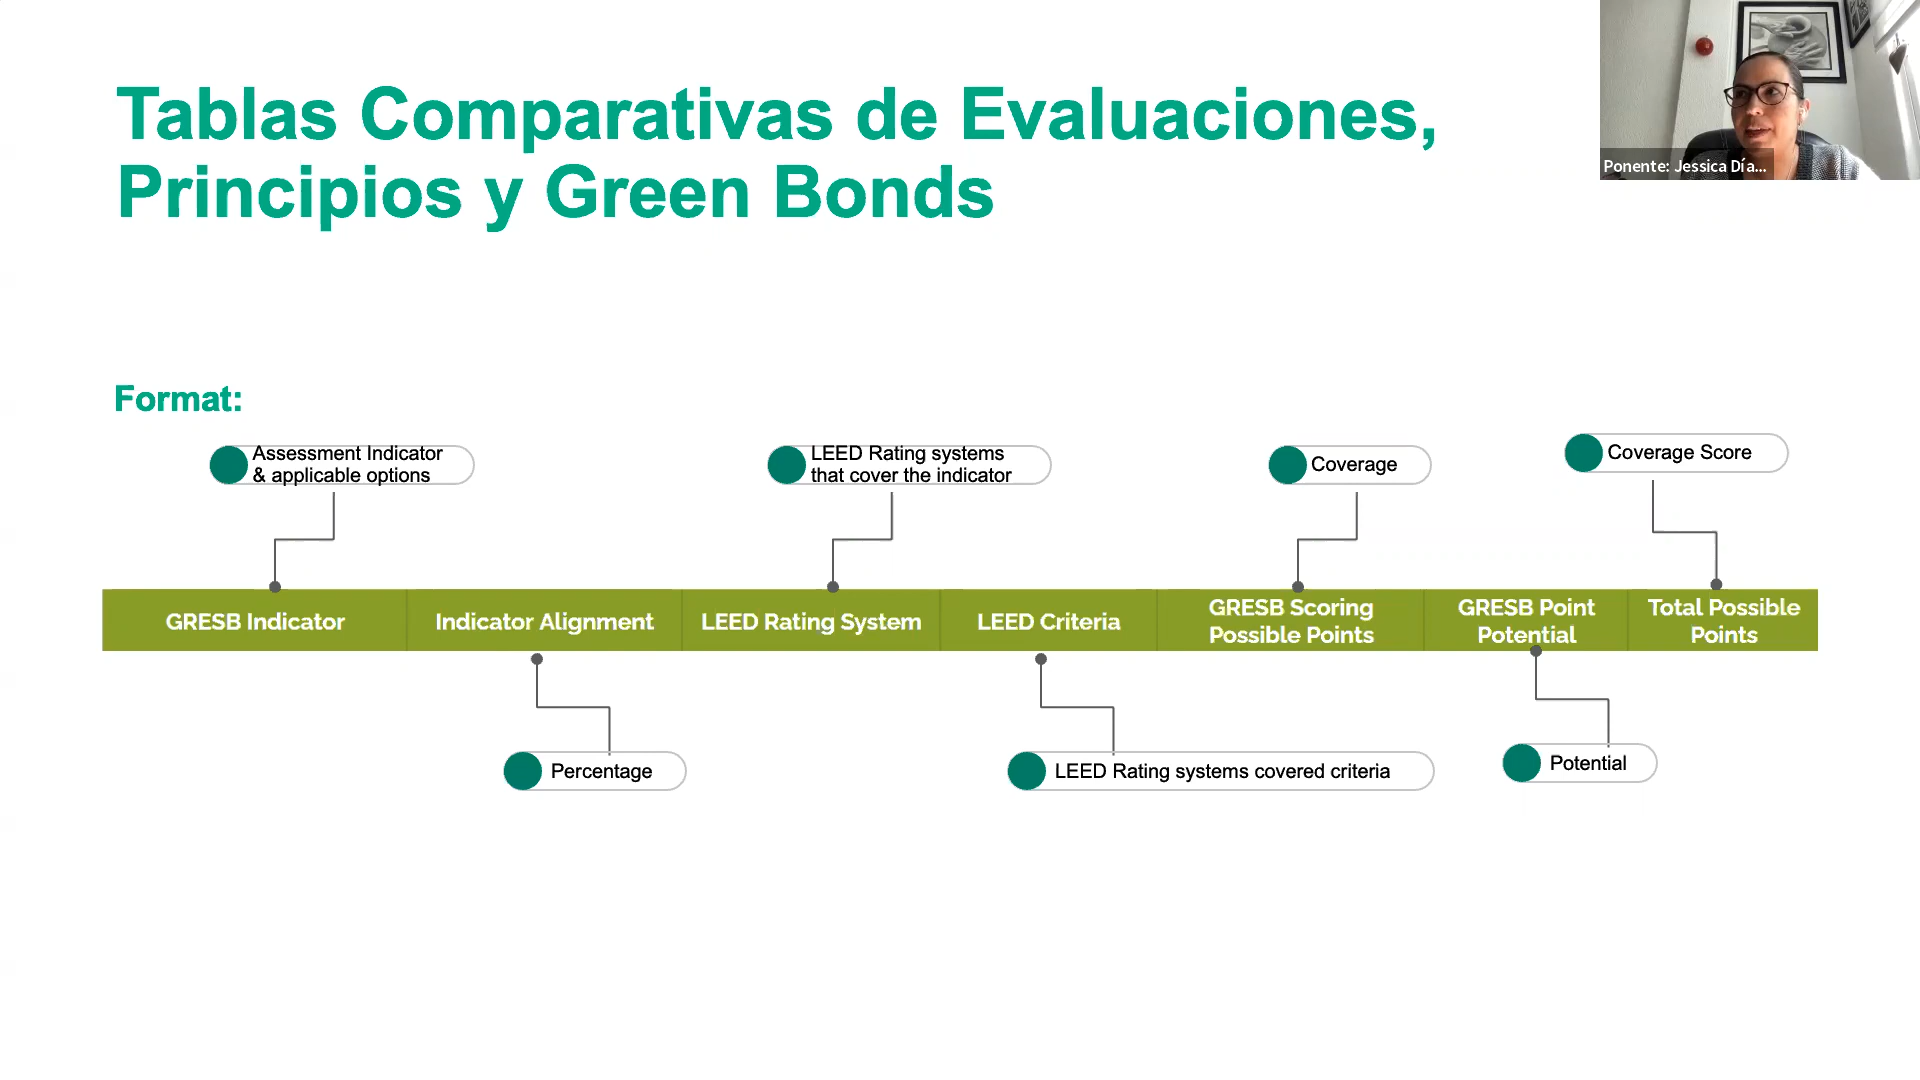 Tablas Comparativas de Evaluaciones,
Principios y Green Bonds
Ponente: Jessica Día...
Format:
Assessment Indicator
& applicable options
LEED Rating systems
that cover the indicator
Coverage
Coverage Score
GRESB Indicator
Indicator Alignment
LEED Rating System
LEED Criteria
GRESB Scoring
Possible Points
GRESB Point
Potential
Total Possible
Points
Percentage
LEED Rating systems covered criteria
Potential